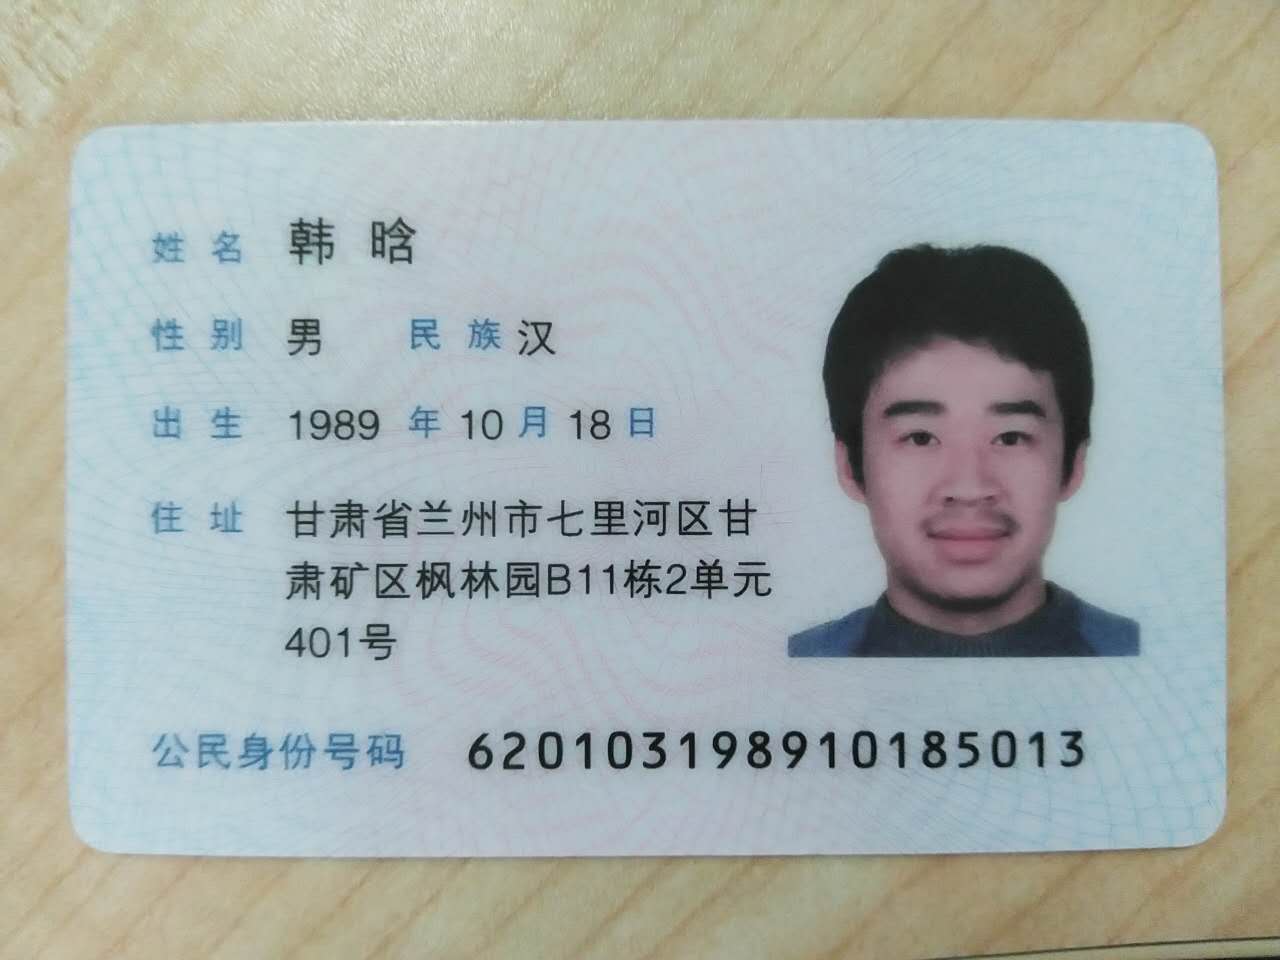 姓名 韩晗
性别 男 民族 汉
出生 1989 年 10 月 18 日
住址 甘肃省兰州市七里河区甘
肃矿区枫林园B11栋2单元
401号
公民身份号码 620103198910185013